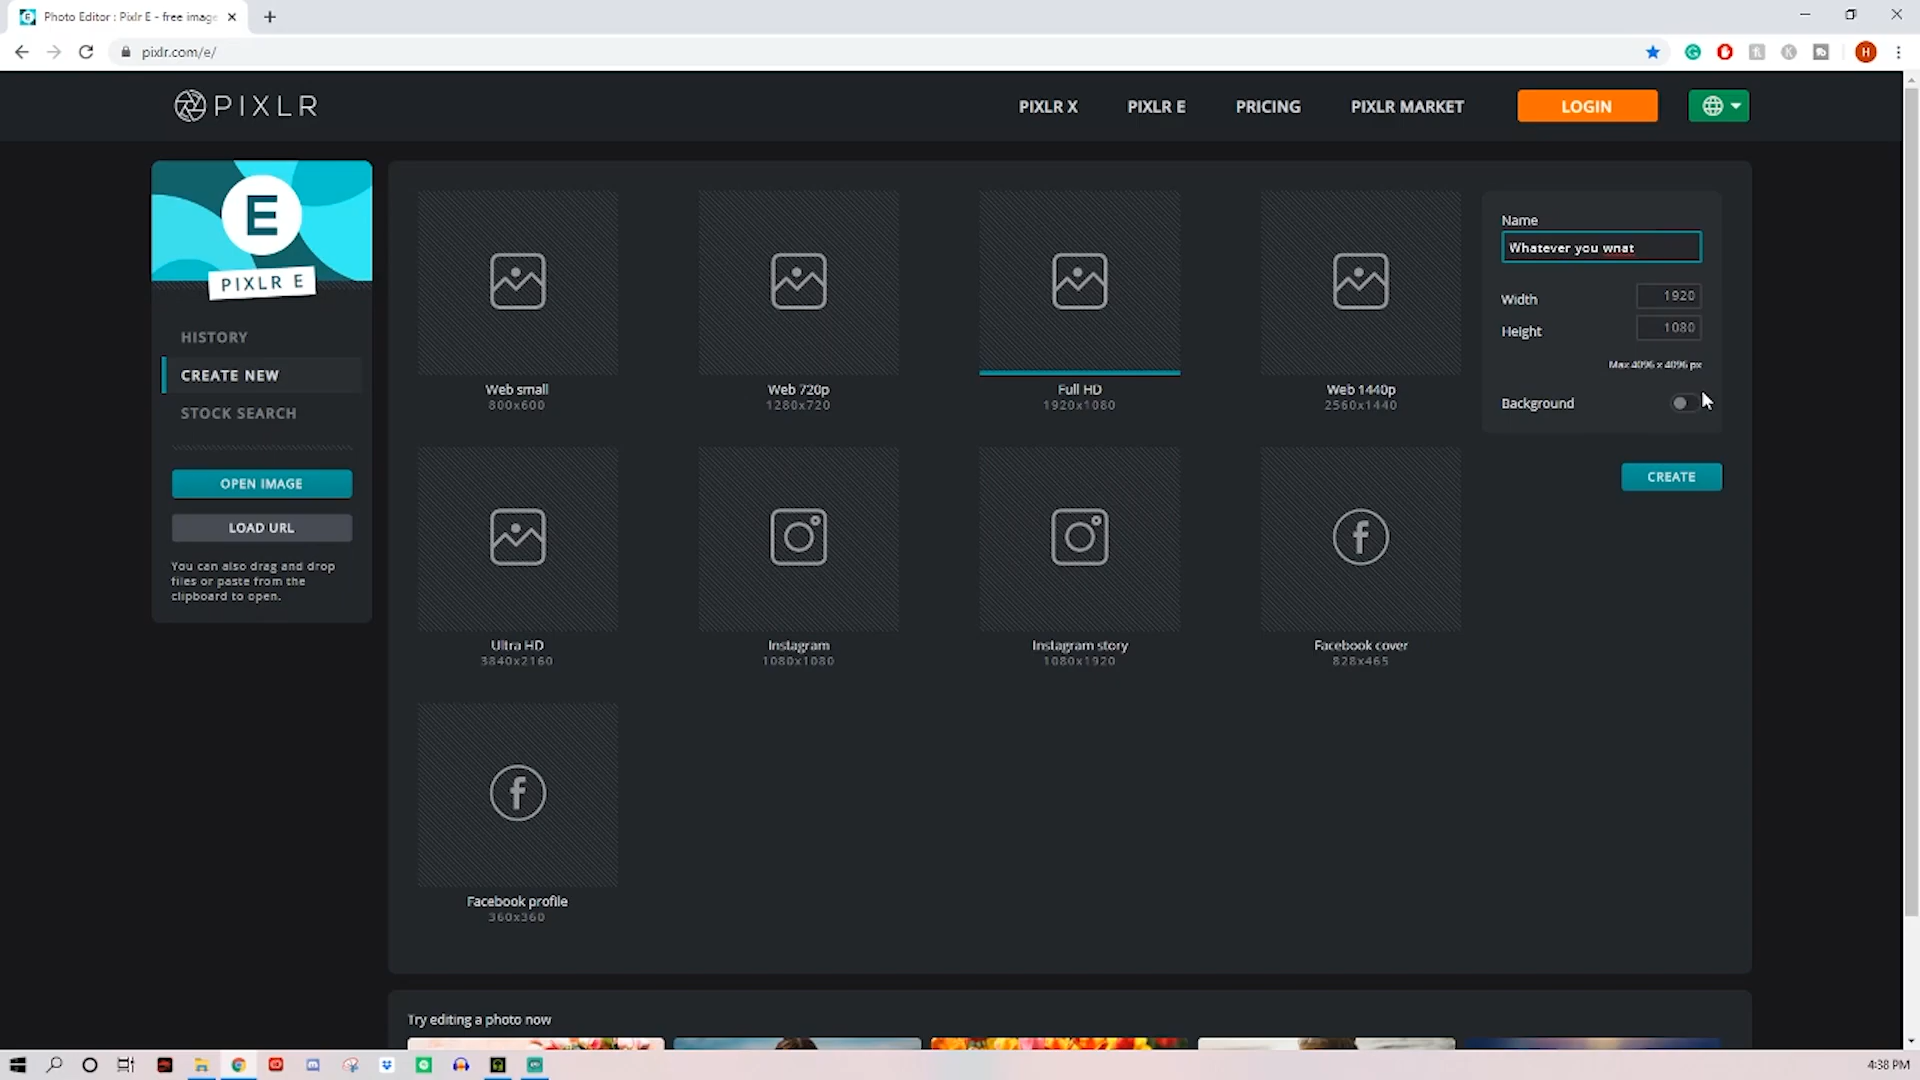 Photo Editor : Pixlr E - free image
pixlr.com/e/
H
PIXLR
PIXLR X
PIXLR E
PRICING
PIXLR MARKET
LOGIN
E
PIXLR E
HISTORY
CREATE NEW
STOCK SEARCH
OPEN IMAGE
LOAD URL
You can also drag and drop
files or paste from the
clipboard to open.
Web small
800x600
Web 720p
1280x720
Full HD
1920x1080
Web 1440p
2560x1440
Ultra HD
3840x2160
Instagram
1080x1080
Instagram story
1080x1920
Facebook cover
828x465
Facebook profile
360x360
Name
Whatever you wnat
Width
1920
Height
1080
Max 4096 x 4096 px
Background
CREATE
Try editing a photo now
4:38 PM